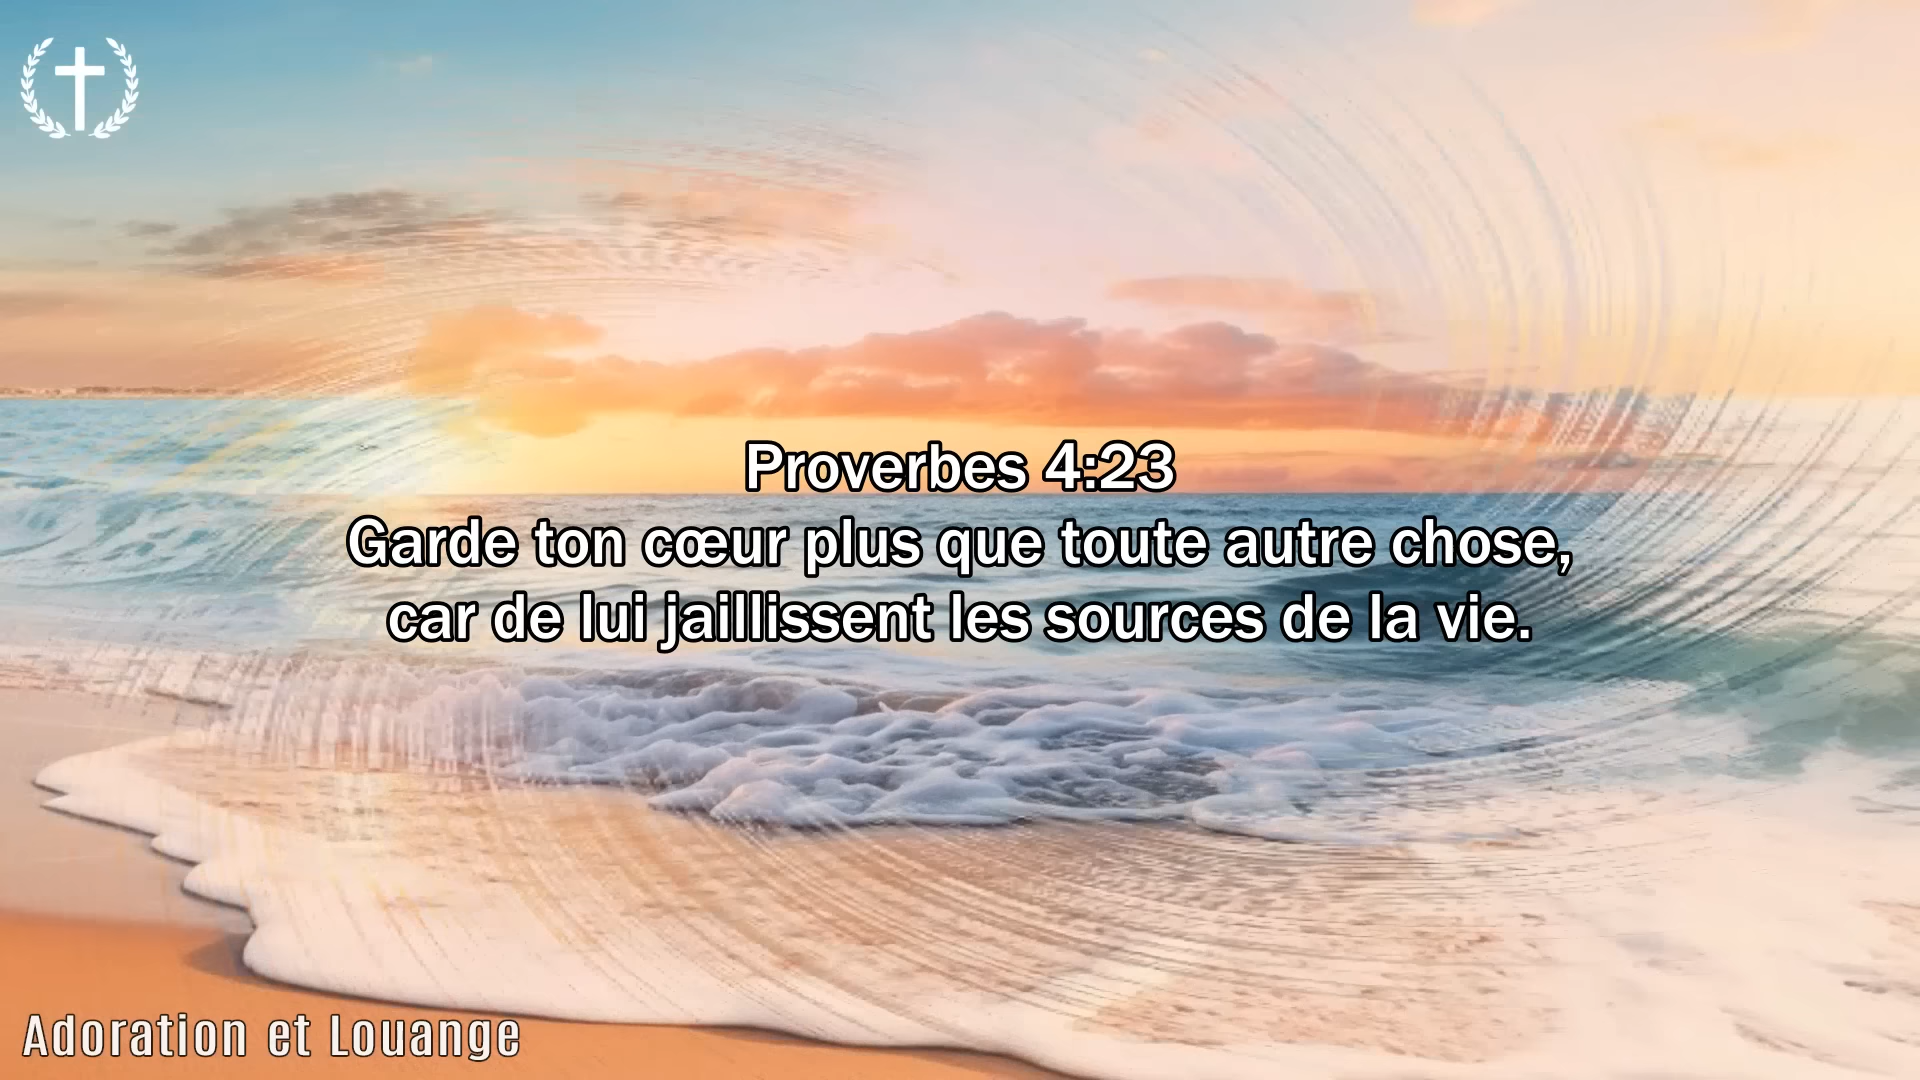 Proverbes 4:23
Garde ton cœur plus que toute autre chose,
car de lui jaillissent les sources de la vie.
Adoration et Louange